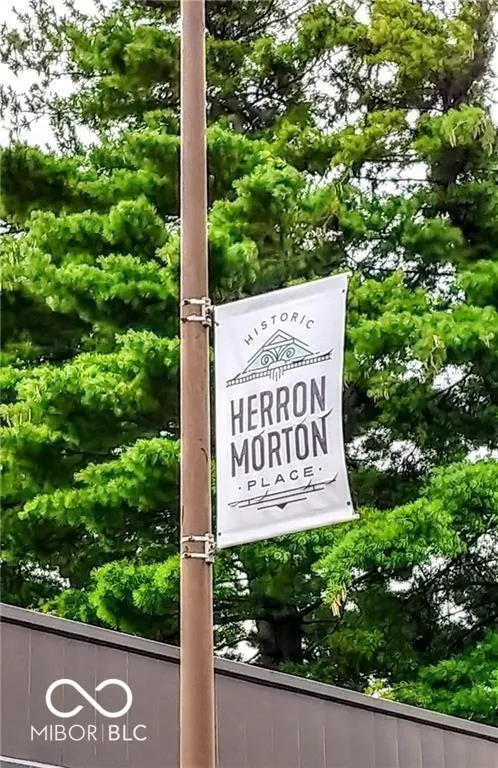 HISTORIC
HERRON
MORTON
· PLACE ·
MIBOR|BLC